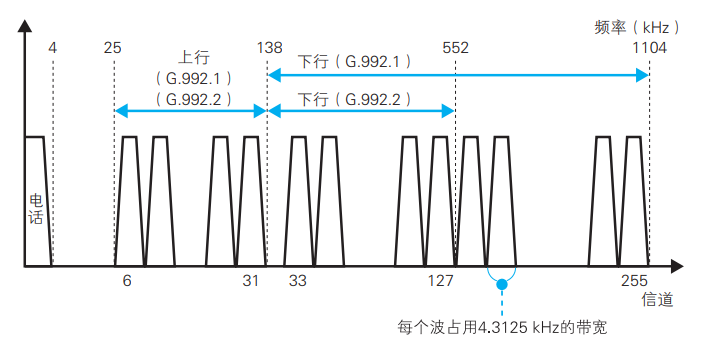 频率（kHz）
4
25
138
552
1104
上行
（G.992.1）
（G.992.2）
下行（G.992.1）
下行（G.992.2）
电话
6
31
33
127
255
信道
每个波占用4.3125 kHz的带宽